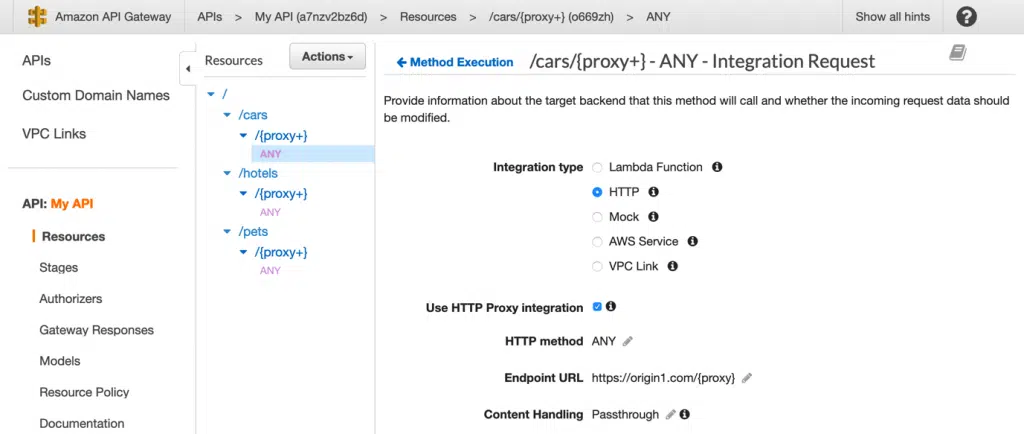 Amazon API Gateway APIs > My API (a7nzv2bz6d) > Resources > /cars/{proxy+} (o669zh) > ANY Show all hints ?
APIs
Custom Domain Names
VPC Links
API: My API
Resources
Stages
Authorizers
Gateway Responses
Models
Resource Policy
Documentation
Resources Actions
/
/cars
/{proxy+}
ANY
/hotels
/{proxy+}
ANY
/pets
/{proxy+}
ANY
Method Execution /cars/{proxy+} - ANY - Integration Request
Provide information about the target backend that this method will call and whether the incoming request data should
be modified.
Integration type Lambda Function
HTTP
Mock
AWS Service
VPC Link
Use HTTP Proxy integration
HTTP method ANY
Endpoint URL https://origin1.com/{proxy}
Content Handling Passthrough